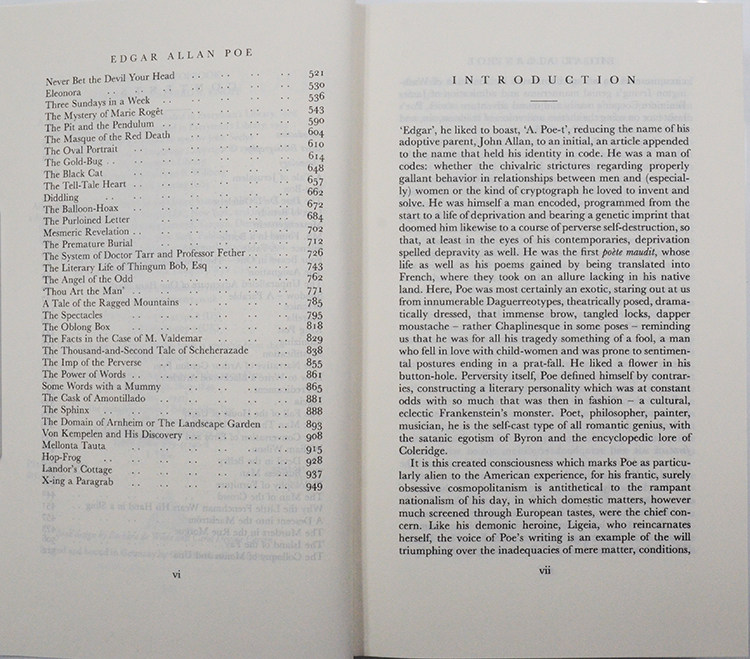 EDGAR ALLAN POE
Never Bet the Devil Your Head . . . . . . . . 521
Eleonora . . . . . . . . . . 530
Three Sundays in a Week . . . . . . . . 536
The Mystery of Marie Rogêt . . . . . . . . 543
The Pit and the Pendulum . . . . . . . . 590
The Masque of the Red Death . . . . . . . . 604
The Oval Portrait . . . . . . . . 610
The Gold-Bug . . . . . . . . 614
The Black Cat . . . . . . . . 648
The Tell-Tale Heart . . . . . . . . 657
Diddling . . . . . . . . 662
The Balloon-Hoax . . . . . . . . 672
The Purloined Letter . . . . . . . . 684
Mesmeric Revelation . . . . . . . . 702
The Premature Burial . . . . . . . . 712
The System of Doctor Tarr and Professor Fether . . . . 726
The Literary Life of Thingum Bob, Esq . . . . . . 743
The Angel of the Odd . . . . . . . . 762
'Thou Art the Man' . . . . . . . . 771
A Tale of the Ragged Mountains . . . . . . 785
The Spectacles . . . . . . . . 795
The Oblong Box . . . . . . . . 818
The Facts in the Case of M. Valdemar . . . . . . 829
The Thousand-and-Second Tale of Scheherazade . . . . 838
The Imp of the Perverse . . . . . . . . 855
The Power of Words . . . . . . . . 861
Some Words with a Mummy . . . . . . 865
The Cask of Amontillado . . . . . . . . 881
The Sphinx . . . . . . . . 888
The Domain of Arnheim or The Landscape Garden . . . . 893
Von Kempelen and His Discovery . . . . . . 908
Mellonta Tauta . . . . . . . . 915
Hop-Frog . . . . . . . . 928
Landor's Cottage . . . . . . . . 937
X-ing a Paragrab . . . . . . . . 949
vi
INTRODUCTION
'Edgar', he liked to boast, 'A. Poe-t', reducing the name of his
adoptive parent, John Allan, to an initial, an article appended
to the name that held his identity in code. He was a man of
codes: whether the chivalric strictures regarding properly
gallant behavior in relationships between men and (especial-
ly) women or the kind of cryptograph he loved to invent and
solve. He was himself a man encoded, programmed from the
start to a life of deprivation and bearing a genetic imprint that
doomed him likewise to a course of perverse self-destruction, so
that, at least in the eyes of his contemporaries, deprivation
spelled depravity as well. He was the first poète maudit, whose
life as well as his poems gained by being translated into
French, where they took on an allure lacking in his native
land. Here, Poe was most certainly an exotic, staring out at us
from innumerable Daguerreotypes, theatrically posed, drama-
tically dressed, that immense brow, tangled locks, dapper
moustache – rather Chaplinesque in some poses – reminding
us that he was for all his tragedy something of a fool, a man
who fell in love with child-women and was prone to sentimen-
tal postures ending in a prat-fall. He liked a flower in his
button-hole. Perversity itself, Poe defined himself by contrar-
ies, constructing a literary personality which was at constant
odds with so much that was then in fashion – a cultural,
eclectic Frankenstein's monster. Poet, philosopher, painter,
musician, he is the self-cast type of all romantic genius, with
the satanic egotism of Byron and the encyclopedic lore of
Coleridge.
It is this created consciousness which marks Poe as particu-
larly alien to the American experience, for his frantic, surely
obsessive cosmopolitanism is antithetical to the rampant
nationalism of his day, in which domestic matters, however
much screened through European tastes, were the chief con-
cern. Like his demonic heroine, Ligeia, who reincarnates
herself, the voice of Poe's writing is an example of the will
triumphing over the inadequacies of mere matter, conditions,
vii